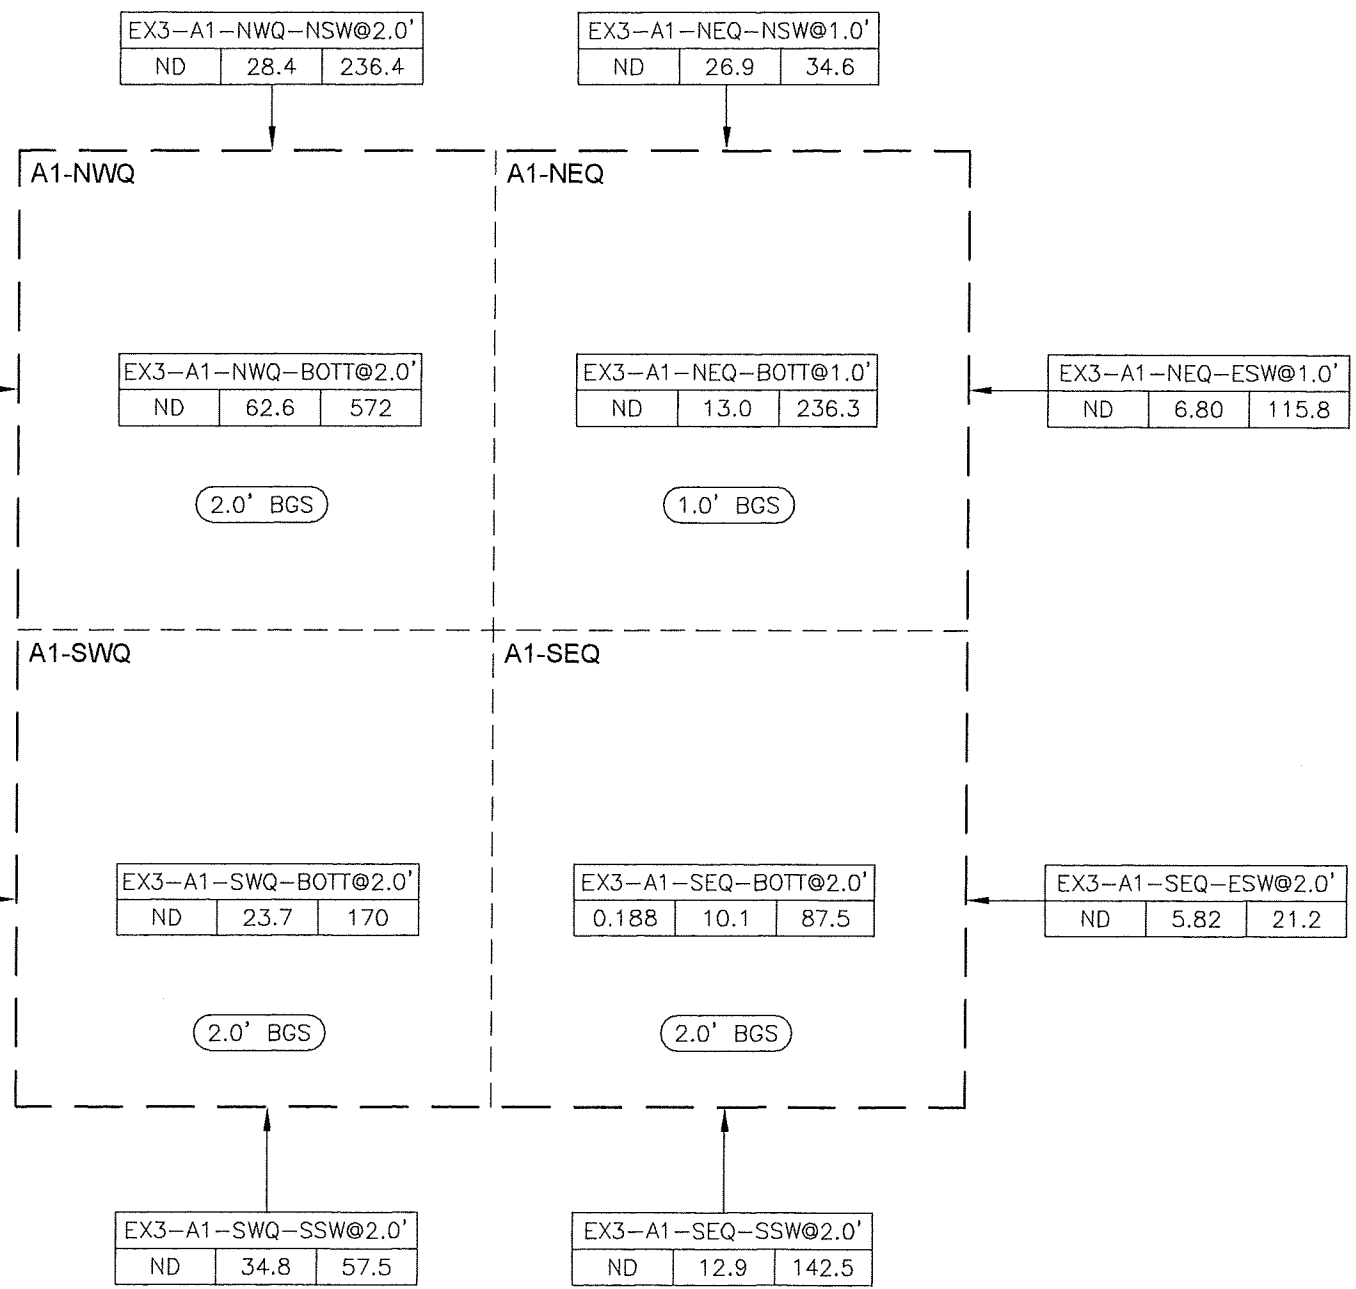 EX3-A1-NWQ-NSW@2.0'
ND 28.4 236.4
EX3-A1-NEQ-NSW@1.0'
ND 26.9 34.6
A1-NWQ
A1-NEQ
EX3-A1-NWQ-BOTT@2.0'
ND 62.6 572
EX3-A1-NEQ-BOTT@1.0'
ND 13.0 236.3
EX3-A1-NEQ-ESW@1.0'
ND 6.80 115.8
2.0' BGS
1.0' BGS
A1-SWQ
A1-SEQ
EX3-A1-SWQ-BOTT@2.0'
ND 23.7 170
EX3-A1-SEQ-BOTT@2.0'
0.188 10.1 87.5
EX3-A1-SEQ-ESW@2.0'
ND 5.82 21.2
2.0' BGS
2.0' BGS
EX3-A1-SWQ-SSW@2.0'
ND 34.8 57.5
EX3-A1-SEQ-SSW@2.0'
ND 12.9 142.5